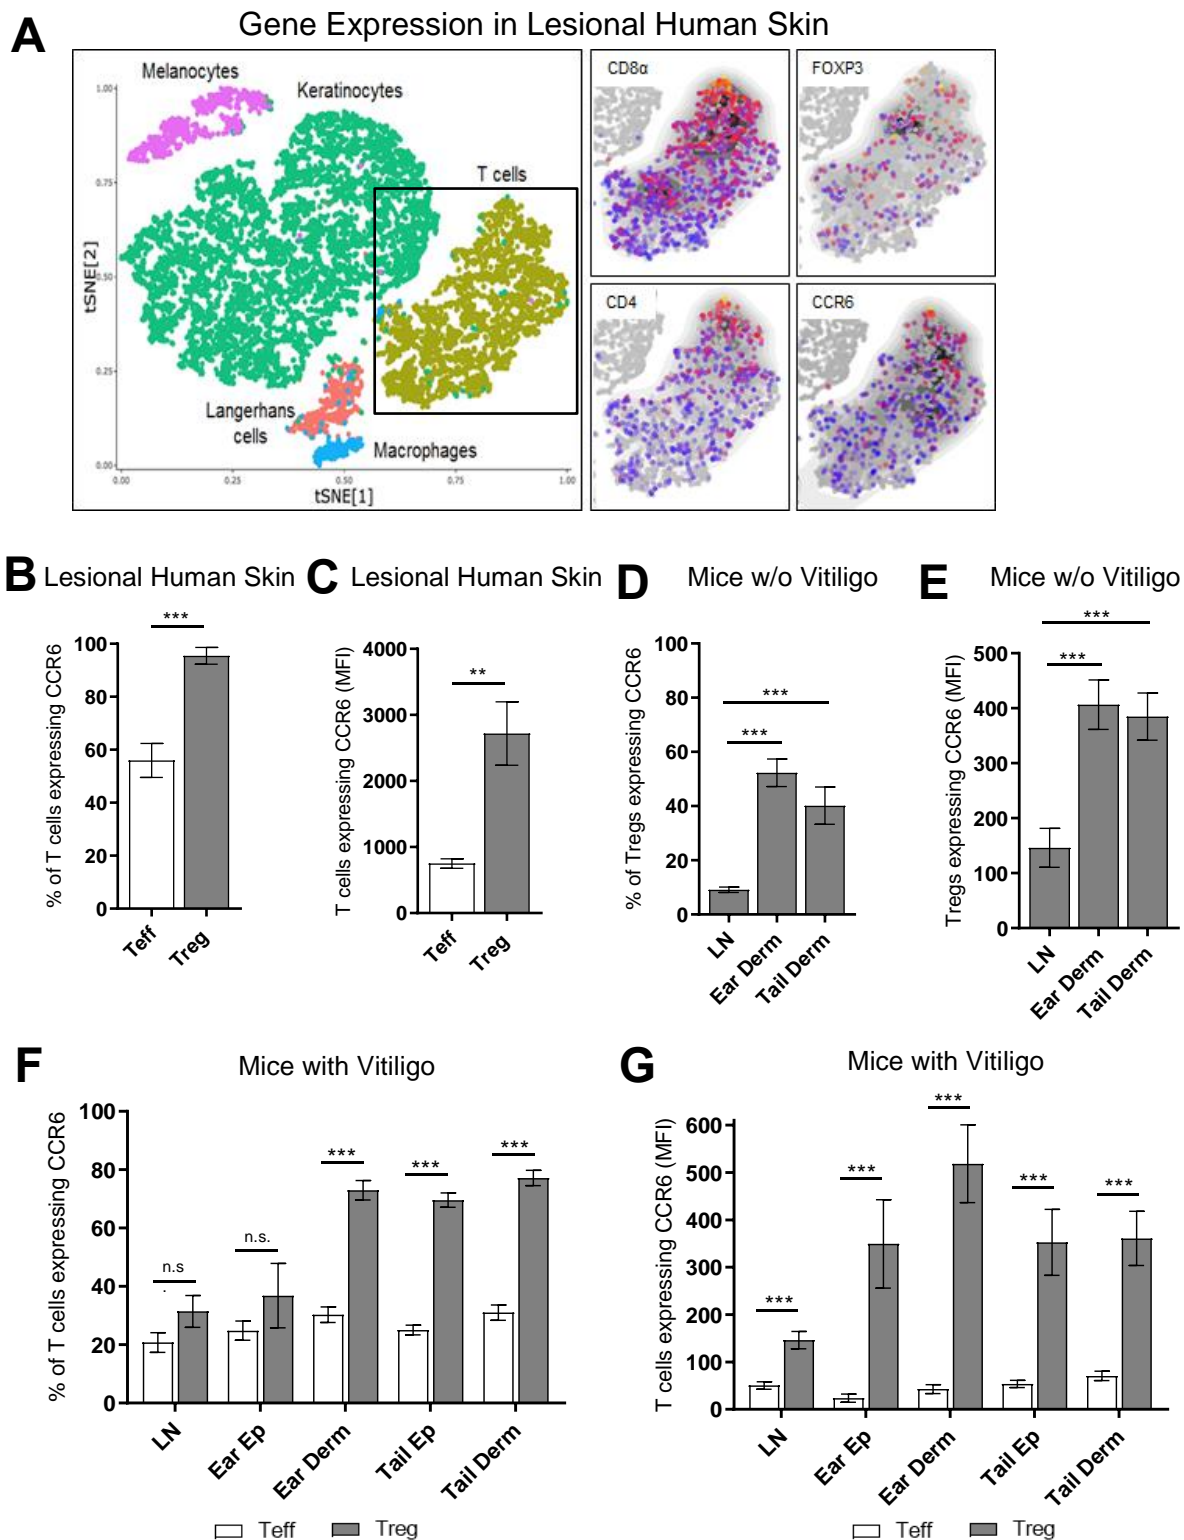 A
Gene Expression in Lesional Human Skin
Melanocytes
Keratinocytes
T cells
Langerhans
cells
Macrophages
1.00
0.75
0.50
0.25
0.00
tSNE[2]
0.00 0.25 0.50 0.75 1.00
tSNE[1]
CD8α
FOXP3
CD4
CCR6
B Lesional Human Skin
% of T cells expressing CCR6
100
80
60
40
20
0
***
Teff
Treg
C Lesional Human Skin
T cells expressing CCR6 (MFI)
4000
3000
2000
1000
0
**
Teff
Treg
D Mice w/o Vitiligo
% of Tregs expressing CCR6
100
80
60
40
20
0
***
***
LN
Ear Derm
Tail Derm
E Mice w/o Vitiligo
Tregs expressing CCR6 (MFI)
500
400
300
200
100
0
***
***
LN
Ear Derm
Tail Derm
F
Mice with Vitiligo
% of T cells expressing CCR6
100
80
60
40
20
0
n.s
.
n.s.
***
***
***
LN
Ear Ep
Ear Derm
Tail Ep
Tail Derm
Teff Treg
G
Mice with Vitiligo
T cells expressing CCR6 (MFI)
600
500
400
300
200
100
0
***
***
***
***
***
LN
Ear Ep
Ear Derm
Tail Ep
Tail Derm
Teff Treg